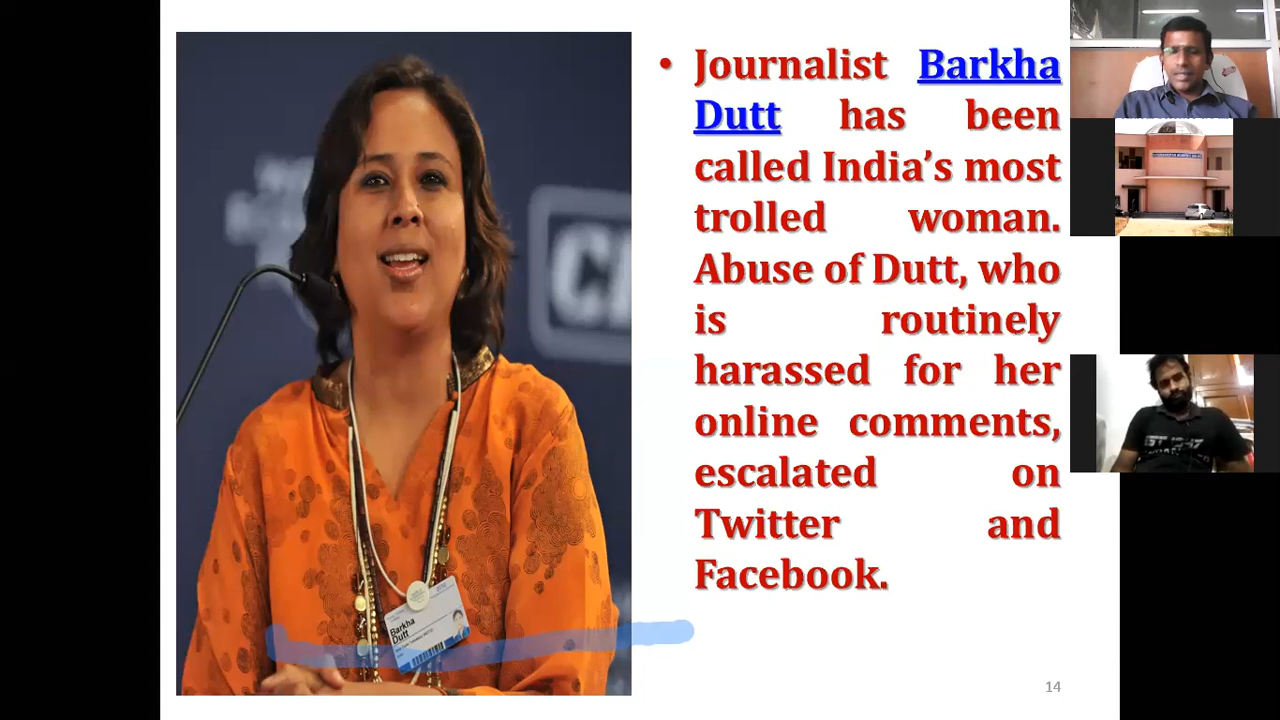 • Journalist Barkha
Dutt has been
called India’s most
trolled woman.
Abuse of Dutt, who
is routinely
harassed for her
online comments,
escalated on
Twitter and
Facebook.
Barkha
Dutt
14